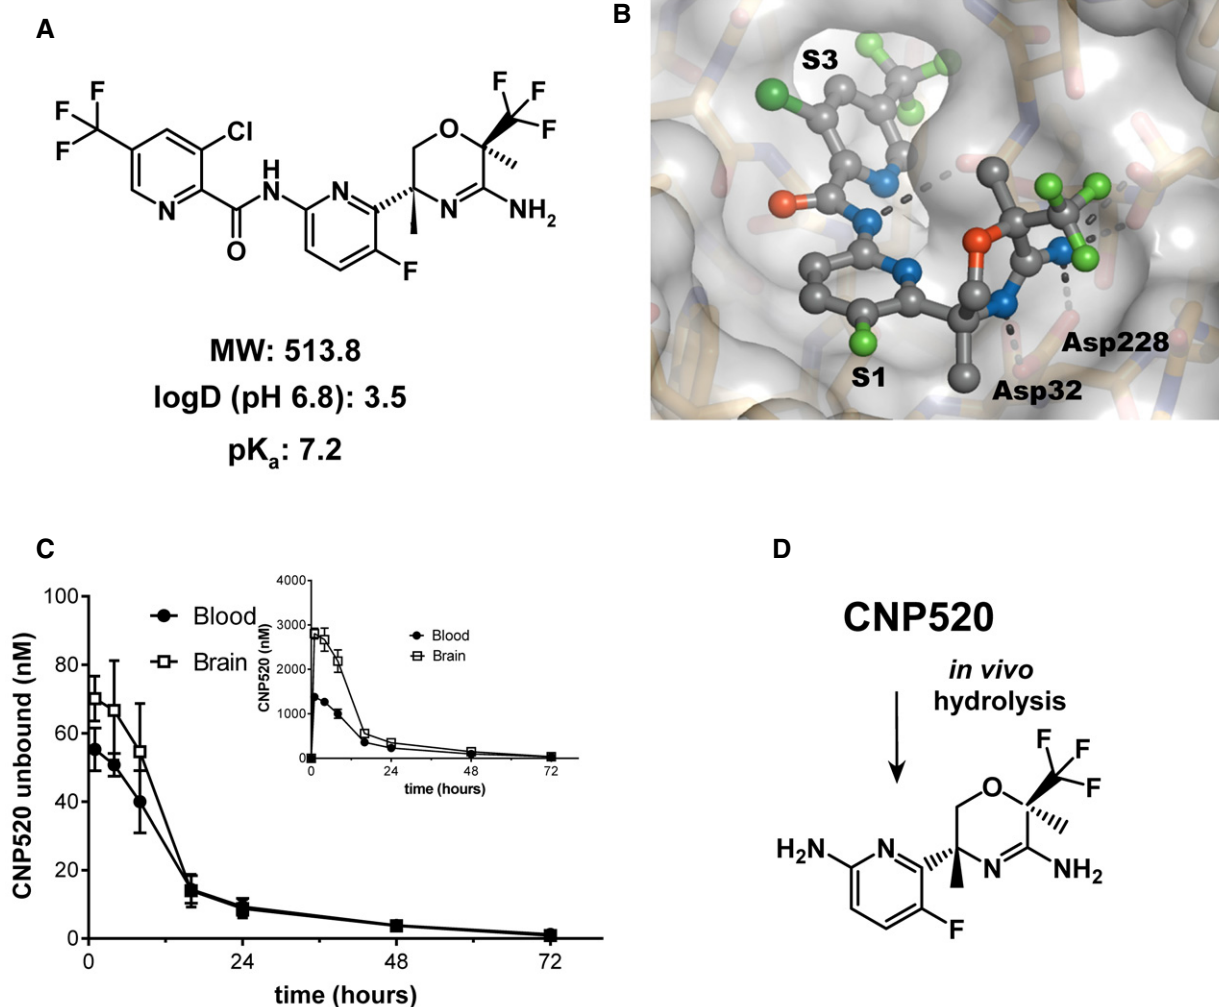 A
F
F
F
Cl
N
O
H
N
N
F
O
N
NH2
F
F
F
MW: 513.8
logD (pH 6.8): 3.5
pKa: 7.2
B
S3
S1
Asp228
Asp32
C
CNP520 unbound (nM)
100
80
60
40
20
0
0 24 48 72
time (hours)
Blood
Brain
CNP520 (nM)
4000
3000
2000
1000
0
0 24 48 72
time (hours)
Blood
Brain
D
CNP520
in vivo
hydrolysis
H2N
N
F
O
N
NH2
F
F
F